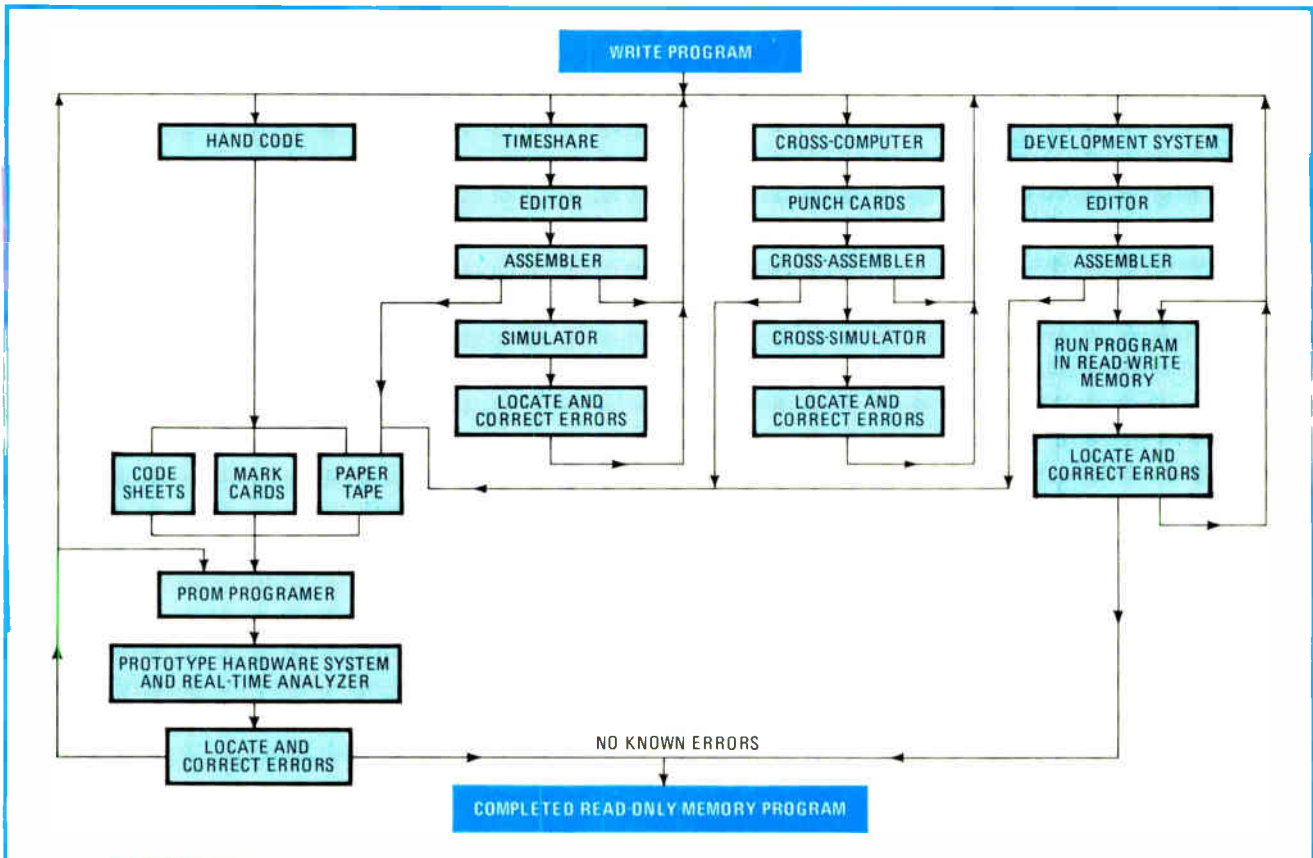 WRITE PROGRAM
HAND CODE
TIMESHARE
CROSS-COMPUTER
DEVELOPMENT SYSTEM
EDITOR
PUNCH CARDS
EDITOR
ASSEMBLER
CROSS-ASSEMBLER
ASSEMBLER
SIMULATOR
CROSS-SIMULATOR
RUN PROGRAM
IN READ-WRITE
MEMORY
LOCATE AND
CORRECT ERRORS
LOCATE AND
CORRECT ERRORS
LOCATE AND
CORRECT ERRORS
CODE
SHEETS
MARK
CARDS
PAPER
TAPE
PROM PROGRAMER
PROTOTYPE HARDWARE SYSTEM
AND REAL-TIME ANALYZER
LOCATE AND
CORRECT ERRORS
NO KNOWN ERRORS
COMPLETED READ-ONLY-MEMORY PROGRAM